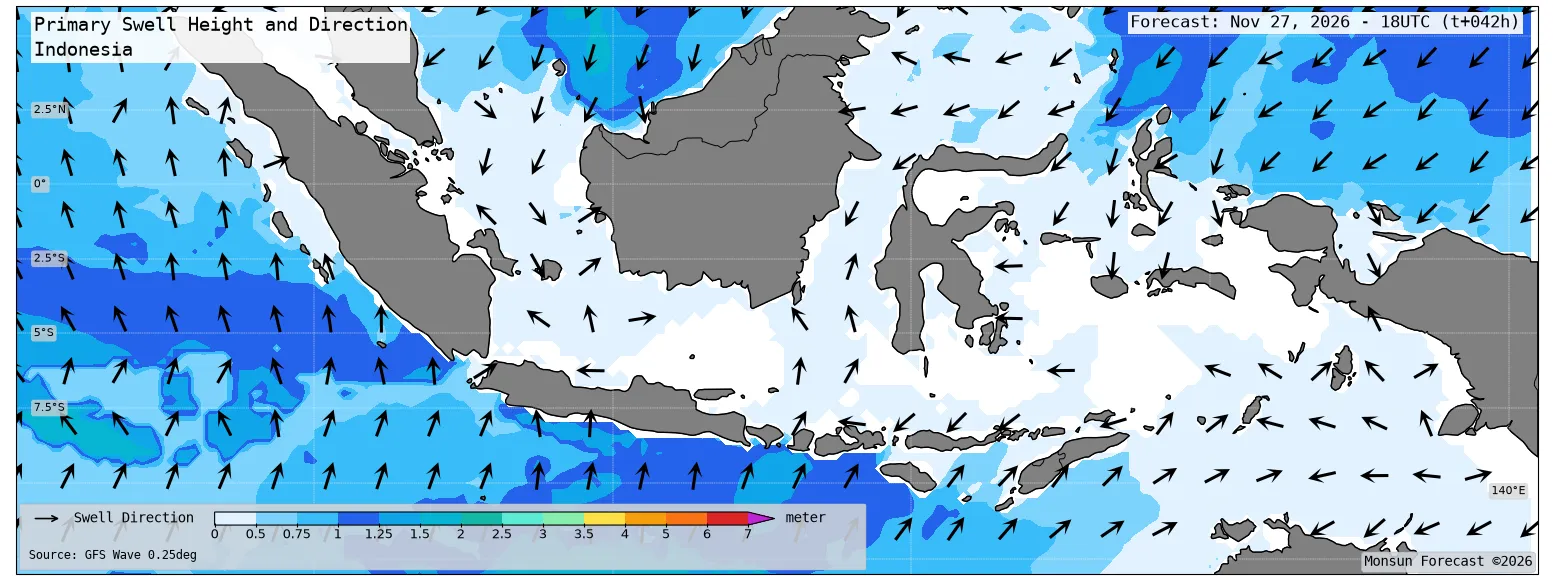 Primary Swell Height and Direction
Indonesia
Forecast: Nov 27, 2026 - 18UTC (t+042h)
2.5°N
0°
2.5°S
5°S
7.5°S
140°E
Swell Direction
0 0.5 0.75 1 1.25 1.5 2 2.5 3 3.5 4 5 6 7 meter
Source: GFS Wave 0.25deg
Monsun Forecast ©2026